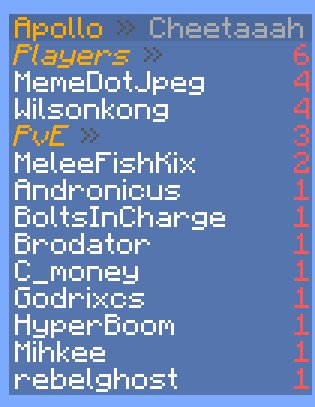 Apollo » Cheetaaah
Players » 6
MemeDotJpeg 4
Wilsonkong 4
PvE » 3
MeleeFishKix 2
Andronicus 1
BoltsInCharge 1
Brodator 1
C_money 1
Godrixcs 1
HyperBoom 1
Mihkee 1
rebelghost 1